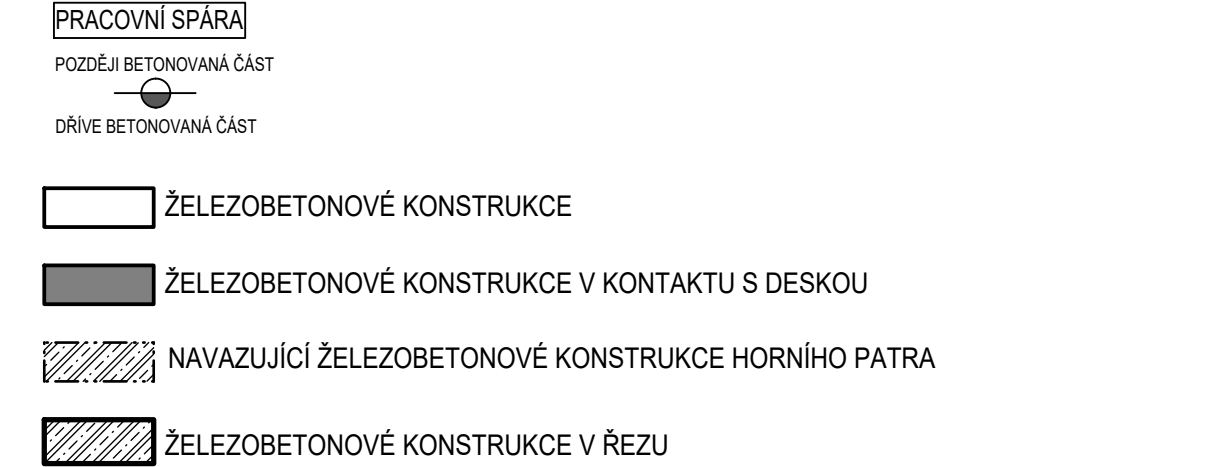 PRACOVNÍ SPÁRA
POZDĚJI BETONOVANÁ ČÁST
DŘÍVE BETONOVANÁ ČÁST
ŽELEZOBETONOVÉ KONSTRUKCE
ŽELEZOBETONOVÉ KONSTRUKCE V KONTAKTU S DESKOU
NAVAZUJÍCÍ ŽELEZOBETONOVÉ KONSTRUKCE HORNÍHO PATRA
ŽELEZOBETONOVÉ KONSTRUKCE V ŘEZU